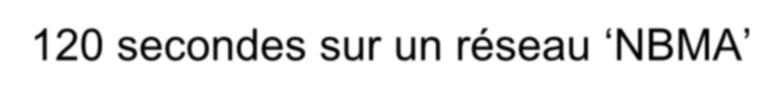 120 secondes sur un réseau ‘NBMA’